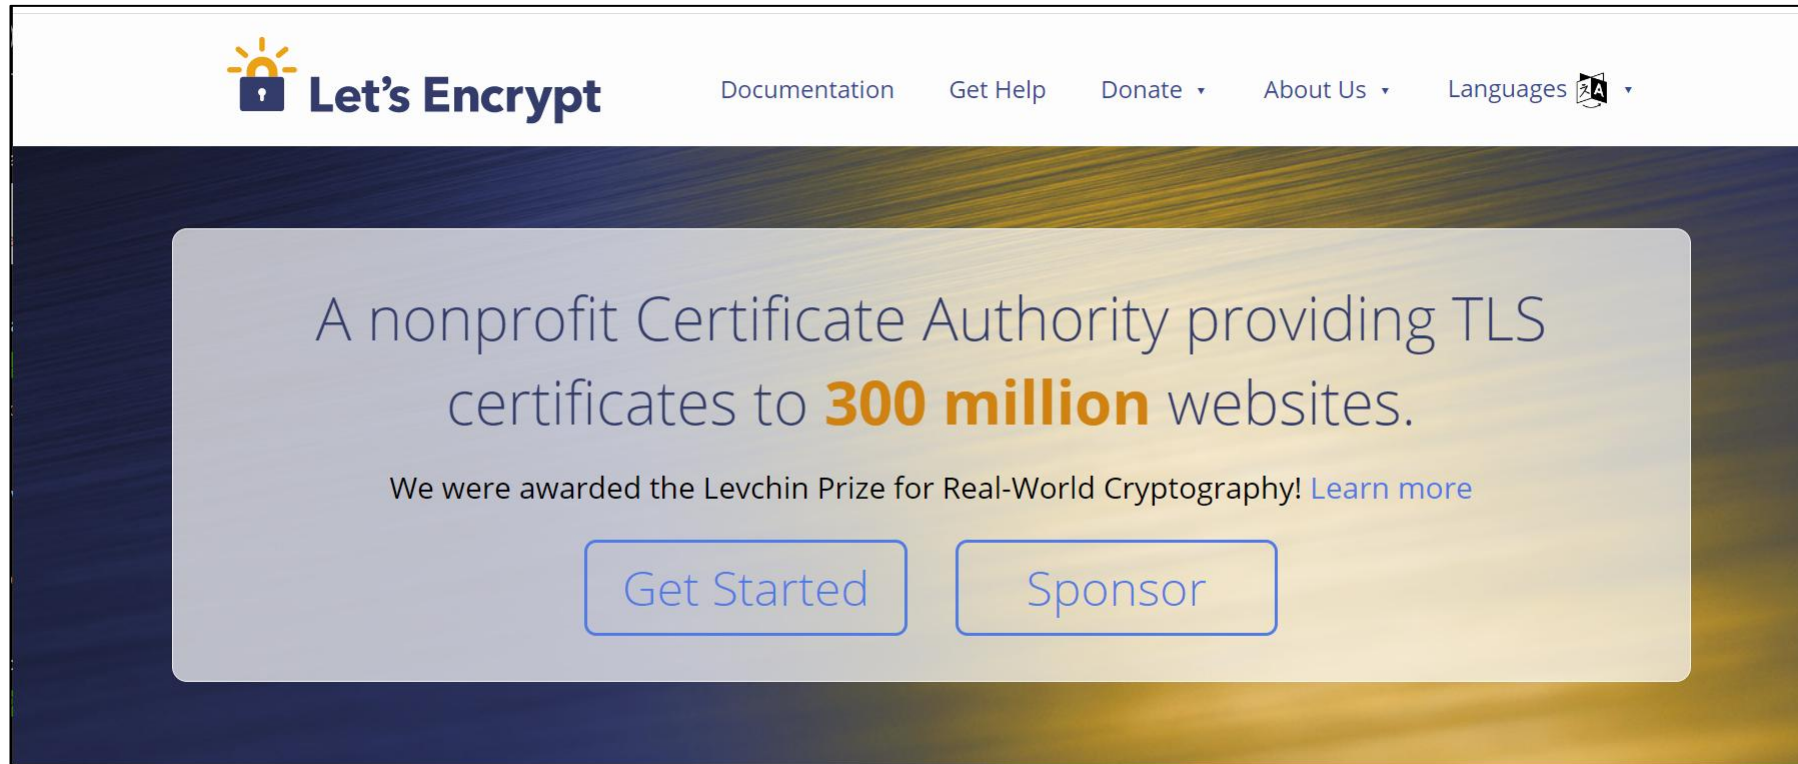 Let's Encrypt
Documentation
Get Help
Donate
About Us
Languages
A nonprofit Certificate Authority providing TLS
certificates to 300 million websites.
We were awarded the Levchin Prize for Real-World Cryptography! Learn more
Get Started
Sponsor